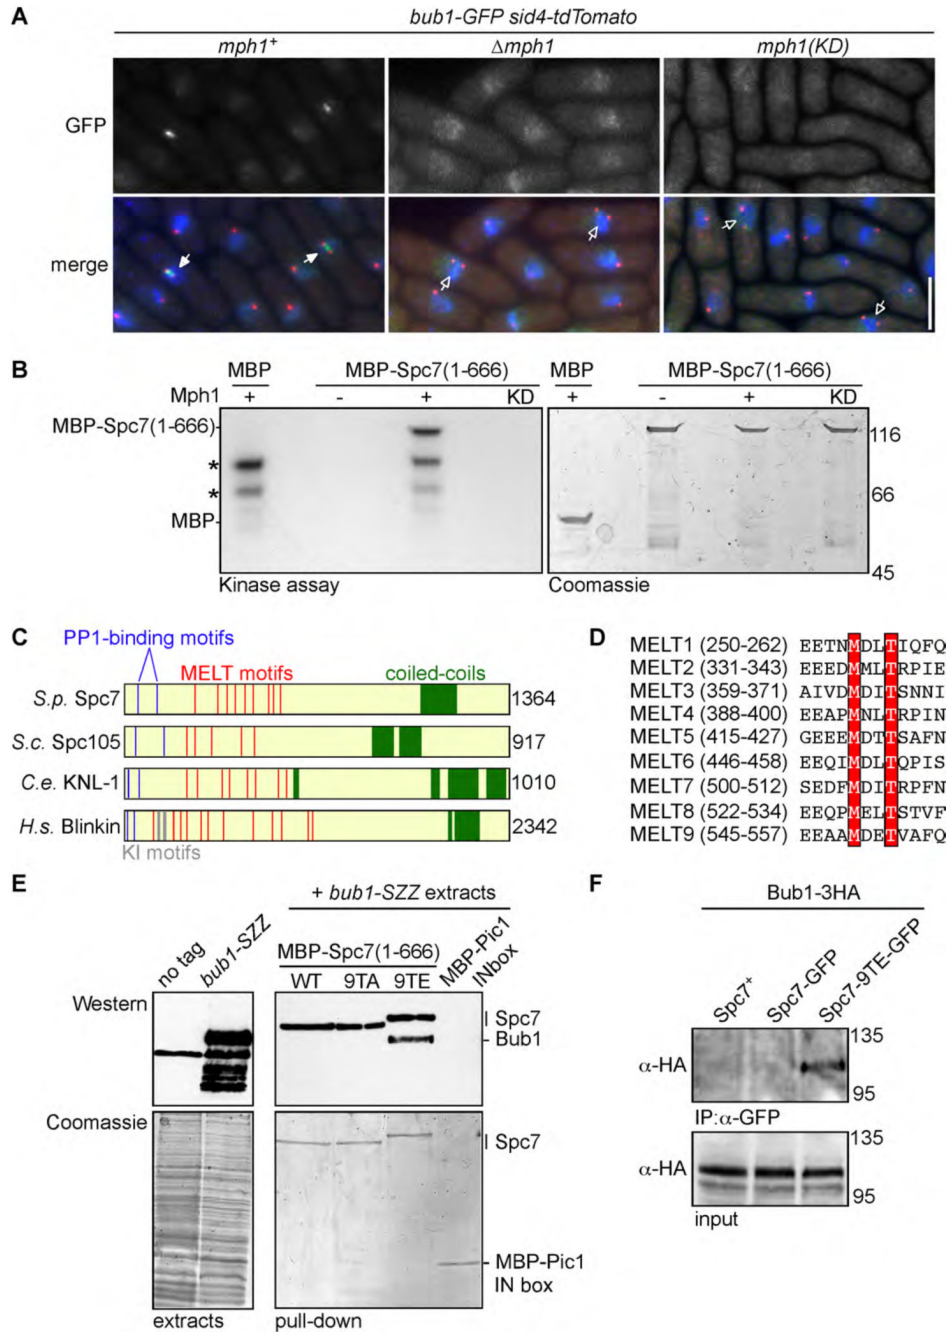 A
bub1-GFP sid4-tdTomato
mph1+ Δmph1 mph1(KD)
GFP
merge
B
MBP MBP-Spc7(1-666) MBP MBP-Spc7(1-666)
Mph1 + - + KD + - + KD
MBP-Spc7(1-666) 116
*
66
*
MBP
45
Kinase assay Coomassie
C
PP1-binding motifs
MELT motifs coiled-coils
S.p. Spc7 1364
S.c. Spc105 917
C.e. KNL-1 1010
H.s. Blinkin 2342
KI motifs
D
MELT1 (250-262) EETNMDLTIQFQ
MELT2 (331-343) EEEDMMLTRPIE
MELT3 (359-371) AIVDMDITSNNI
MELT4 (388-400) EEAPMNLTRPIN
MELT5 (415-427) GEEEMDTTSAFN
MELT6 (446-458) EEQIMDLTQPIS
MELT7 (500-512) SEDFMDITRPFN
MELT8 (522-534) EEQPMELTSTVF
MELT9 (545-557) EEAAMDETVAFQ
E
+ bub1-SZZ extracts
no tag bub1-SZZ MBP-Spc7(1-666) MBP-Pic1 INbox
WT 9TA 9TE
Western
Spc7
Bub1
Coomassie
Spc7
MBP-Pic1
IN box
extracts pull-down
F
Bub1-3HA
Spc7+ Spc7-GFP Spc7-9TE-GFP
135
α-HA
95
IP:α-GFP
135
α-HA
95
input